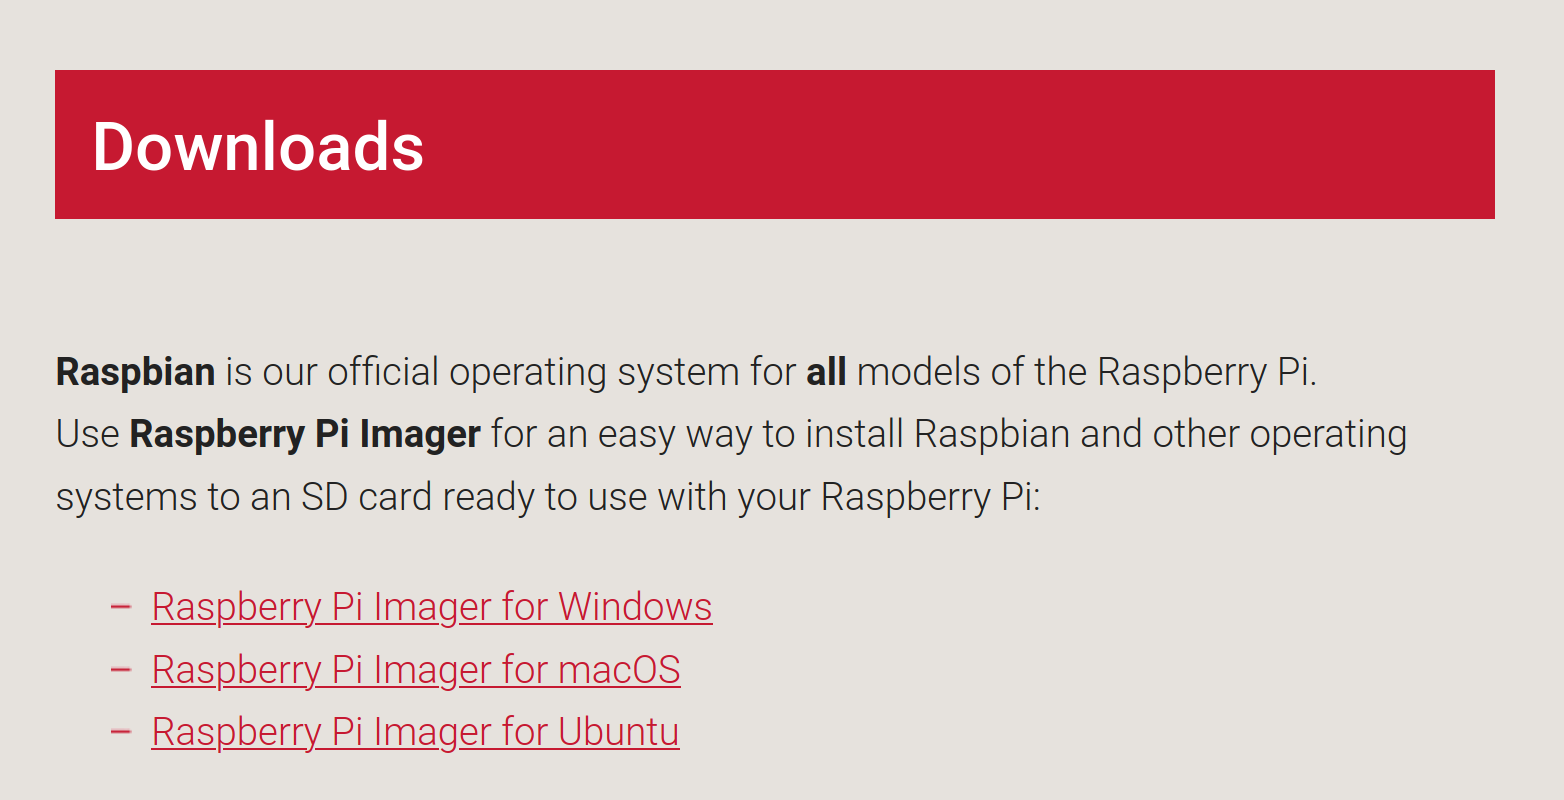 Downloads
Raspbian is our official operating system for all models of the Raspberry Pi.
Use Raspberry Pi Imager for an easy way to install Raspbian and other operating
systems to an SD card ready to use with your Raspberry Pi:
– Raspberry Pi Imager for Windows
– Raspberry Pi Imager for macOS
– Raspberry Pi Imager for Ubuntu